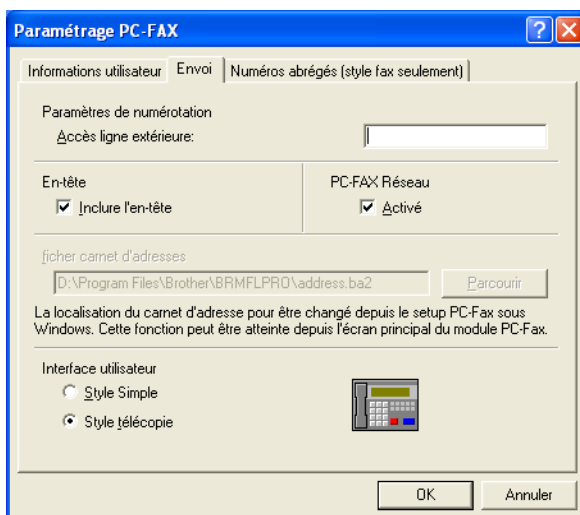 Paramétrage PC-FAX
Informations utilisateur Envoi Numéros abrégés (style fax seulement)
Paramètres de numérotation
Accès ligne extérieure:
En-tête PC-FAX Réseau
Inclure l'en-tête Activé
ficher carnet d'adresses
D:\Program Files\Brother\BRMFLPRO\address.ba2 Parcourir
La localisation du carnet d'adresse pour être changé depuis le setup PC-Fax sous
Windows. Cette fonction peut être atteinte depuis l'écran principal du module PC-Fax.
Interface utilisateur
Style Simple
Style télécopie
OK Annuler